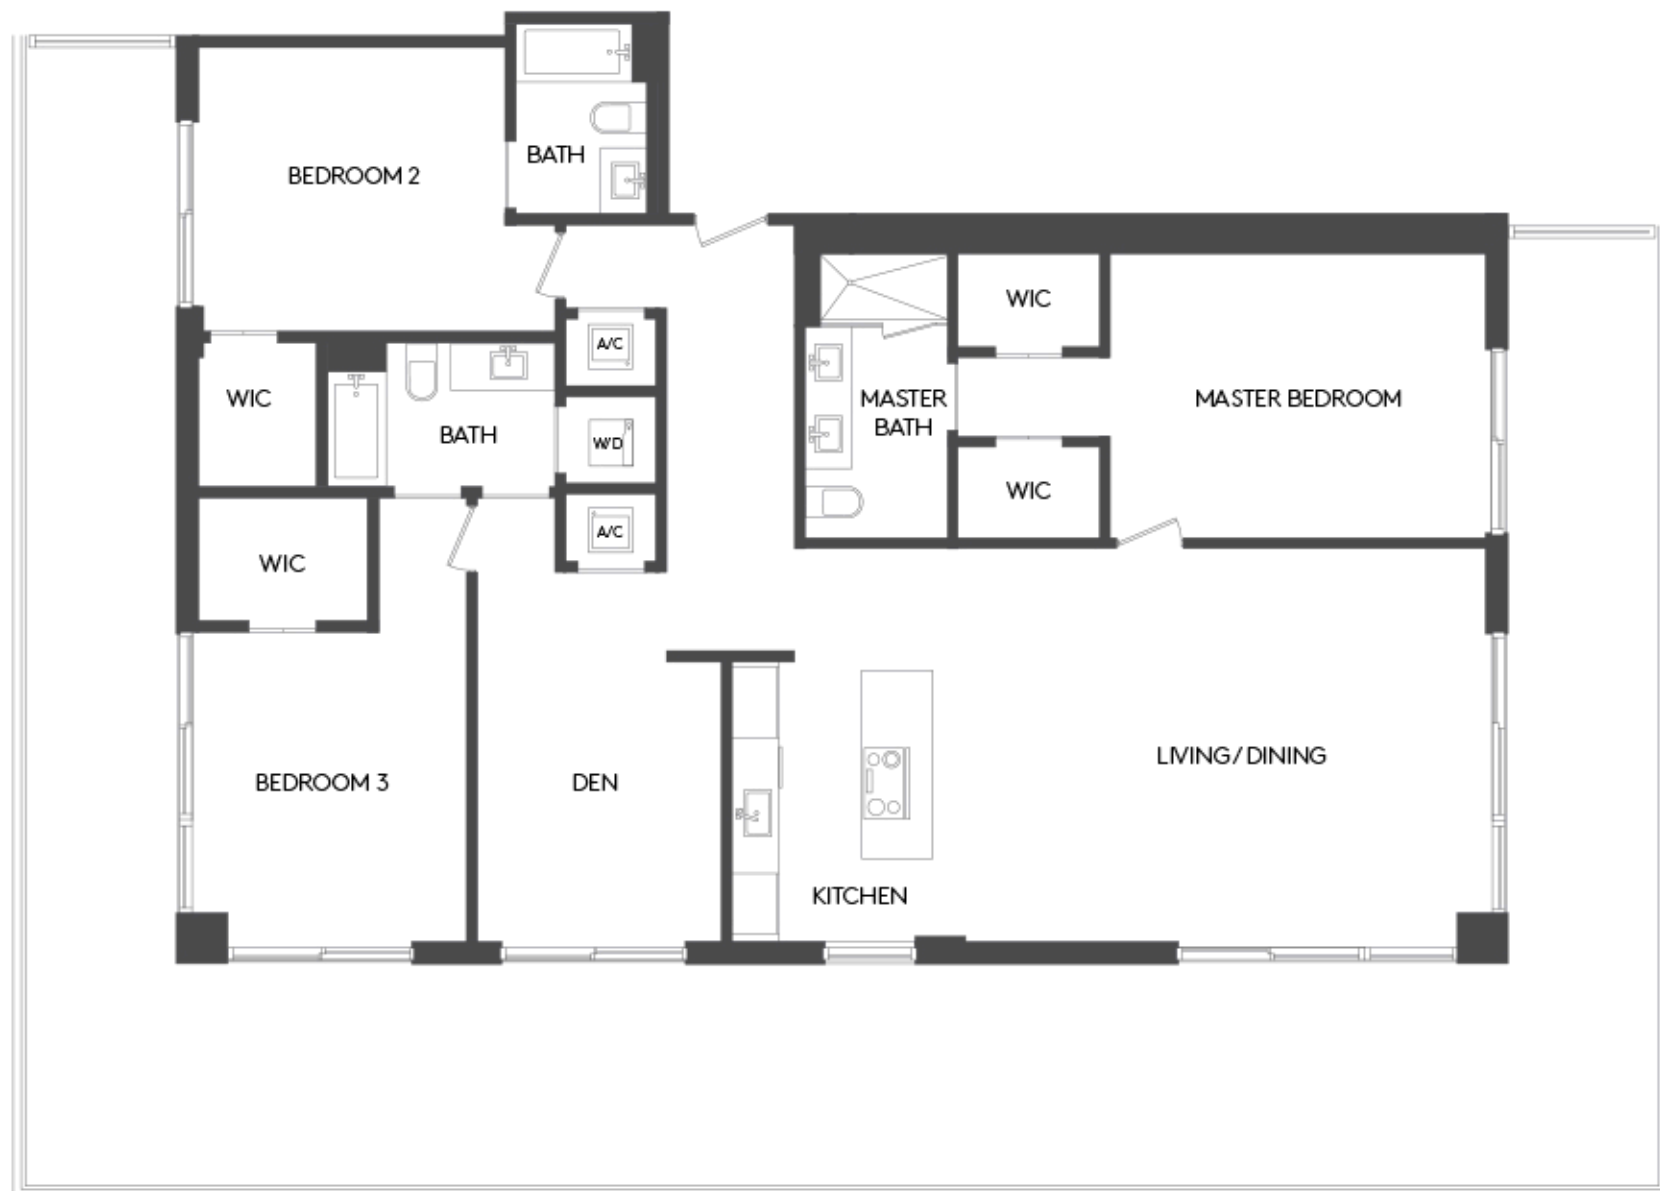 BATH
BEDROOM 2
WIC
A/C
WIC
MASTER
BATH
MASTER BEDROOM
BATH
W/D
WIC
A/C
WIC
LIVING/DINING
BEDROOM 3
DEN
KITCHEN